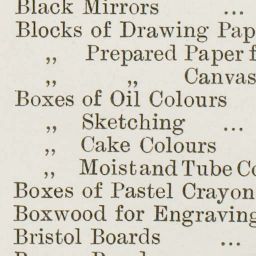 Black Mirrors ...
Blocks of Drawing Pap
„ Prepared Paper f
„ „ Canvas
Boxes of Oil Colours
„ Sketching ...
„ Cake Colours
„ Moist and Tube Co
Boxes of Pastel Crayon
Boxwood for Engraving
Bristol Boards ...